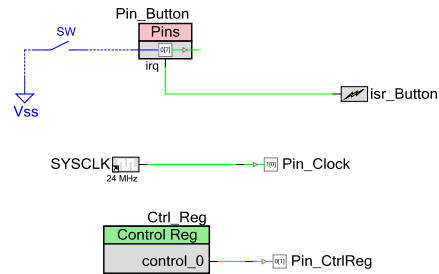 Pin_Button
Pins
SW
0[7]
irq
Vss
isr_Button
SYSCLK
24 MHz
1[0]
Pin_Clock
Ctrl_Reg
Control Reg
control_0
0[1]
Pin_CtrlReg